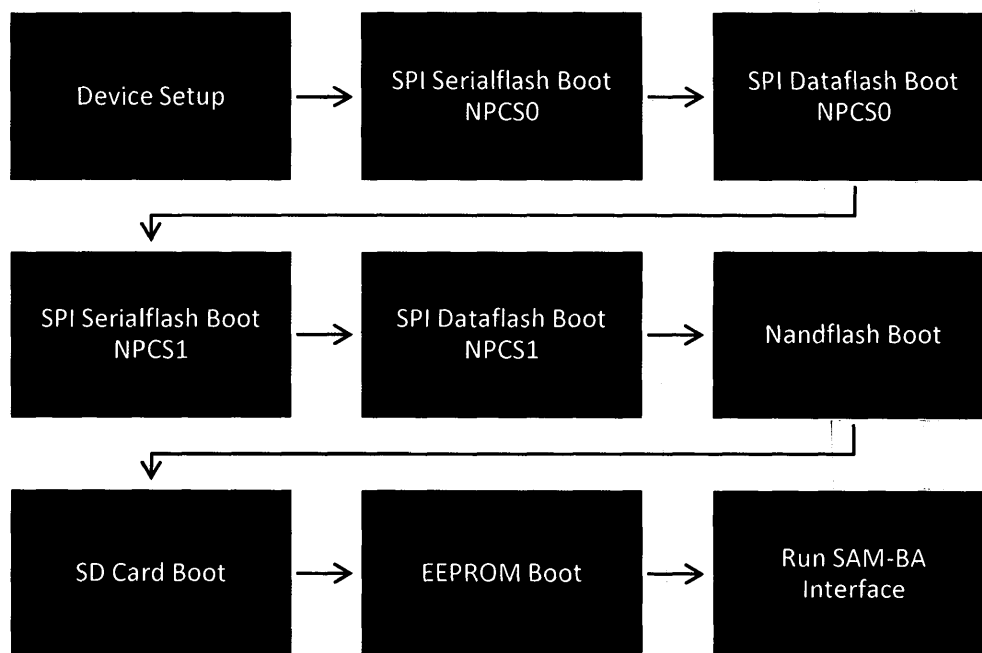 Device Setup
SPI Serialflash Boot
NPCS0
SPI Dataflash Boot
NPCS0
SPI Serialflash Boot
NPCS1
SPI Dataflash Boot
NPCS1
Nandflash Boot
SD Card Boot
EEPROM Boot
Run SAM-BA
Interface